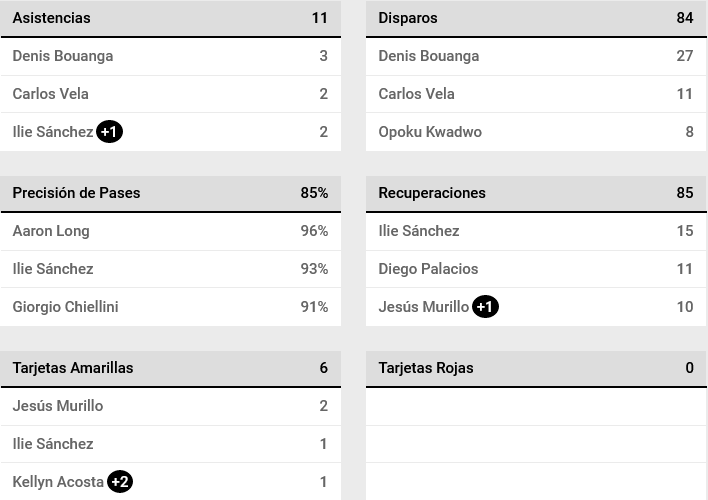 Asistencias 11
Denis Bouanga 3
Carlos Vela 2
Ilie Sánchez +1 2
Disparos 84
Denis Bouanga 27
Carlos Vela 11
Opoku Kwadwo 8
Precisión de Pases 85%
Aaron Long 96%
Ilie Sánchez 93%
Giorgio Chiellini 91%
Recuperaciones 85
Ilie Sánchez 15
Diego Palacios 11
Jesús Murillo +1 10
Tarjetas Amarillas 6
Jesús Murillo 2
Ilie Sánchez 1
Kellyn Acosta +2 1
Tarjetas Rojas 0